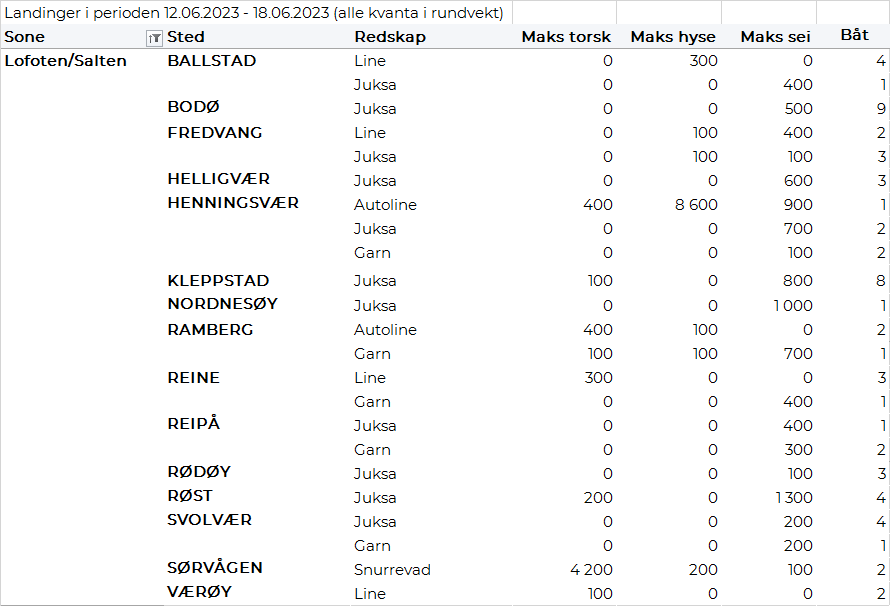 Landinger i perioden 12.06.2023 - 18.06.2023 (alle kvanta i rundvekt)
Sone Sted Redskap Maks torsk Maks hyse Maks sei Båt
Lofoten/Salten BALLSTAD Line 0 300 0 4
Juksa 0 0 400 1
BODØ Juksa 0 0 500 9
FREDVANG Line 0 100 400 2
Juksa 0 100 100 3
HELLIGVÆR Juksa 0 0 600 3
HENNINGSVÆR Autoline 400 8 600 900 1
Juksa 0 0 700 2
Garn 0 0 100 2
KLEPPSTAD Juksa 100 0 800 8
NORDNESØY Juksa 0 0 1 000 1
RAMBERG Autoline 400 100 0 2
Garn 100 100 700 1
REINE Line 300 0 0 3
Garn 0 0 400 1
REIPÅ Juksa 0 0 400 1
Garn 0 0 300 2
RØDØY Juksa 0 0 100 3
RØST Juksa 200 0 1 300 4
SVOLVÆR Juksa 0 0 200 4
Garn 0 0 200 1
SØRVÅGEN Snurrevad 4 200 200 100 2
VÆRØY Line 100 0 0 2